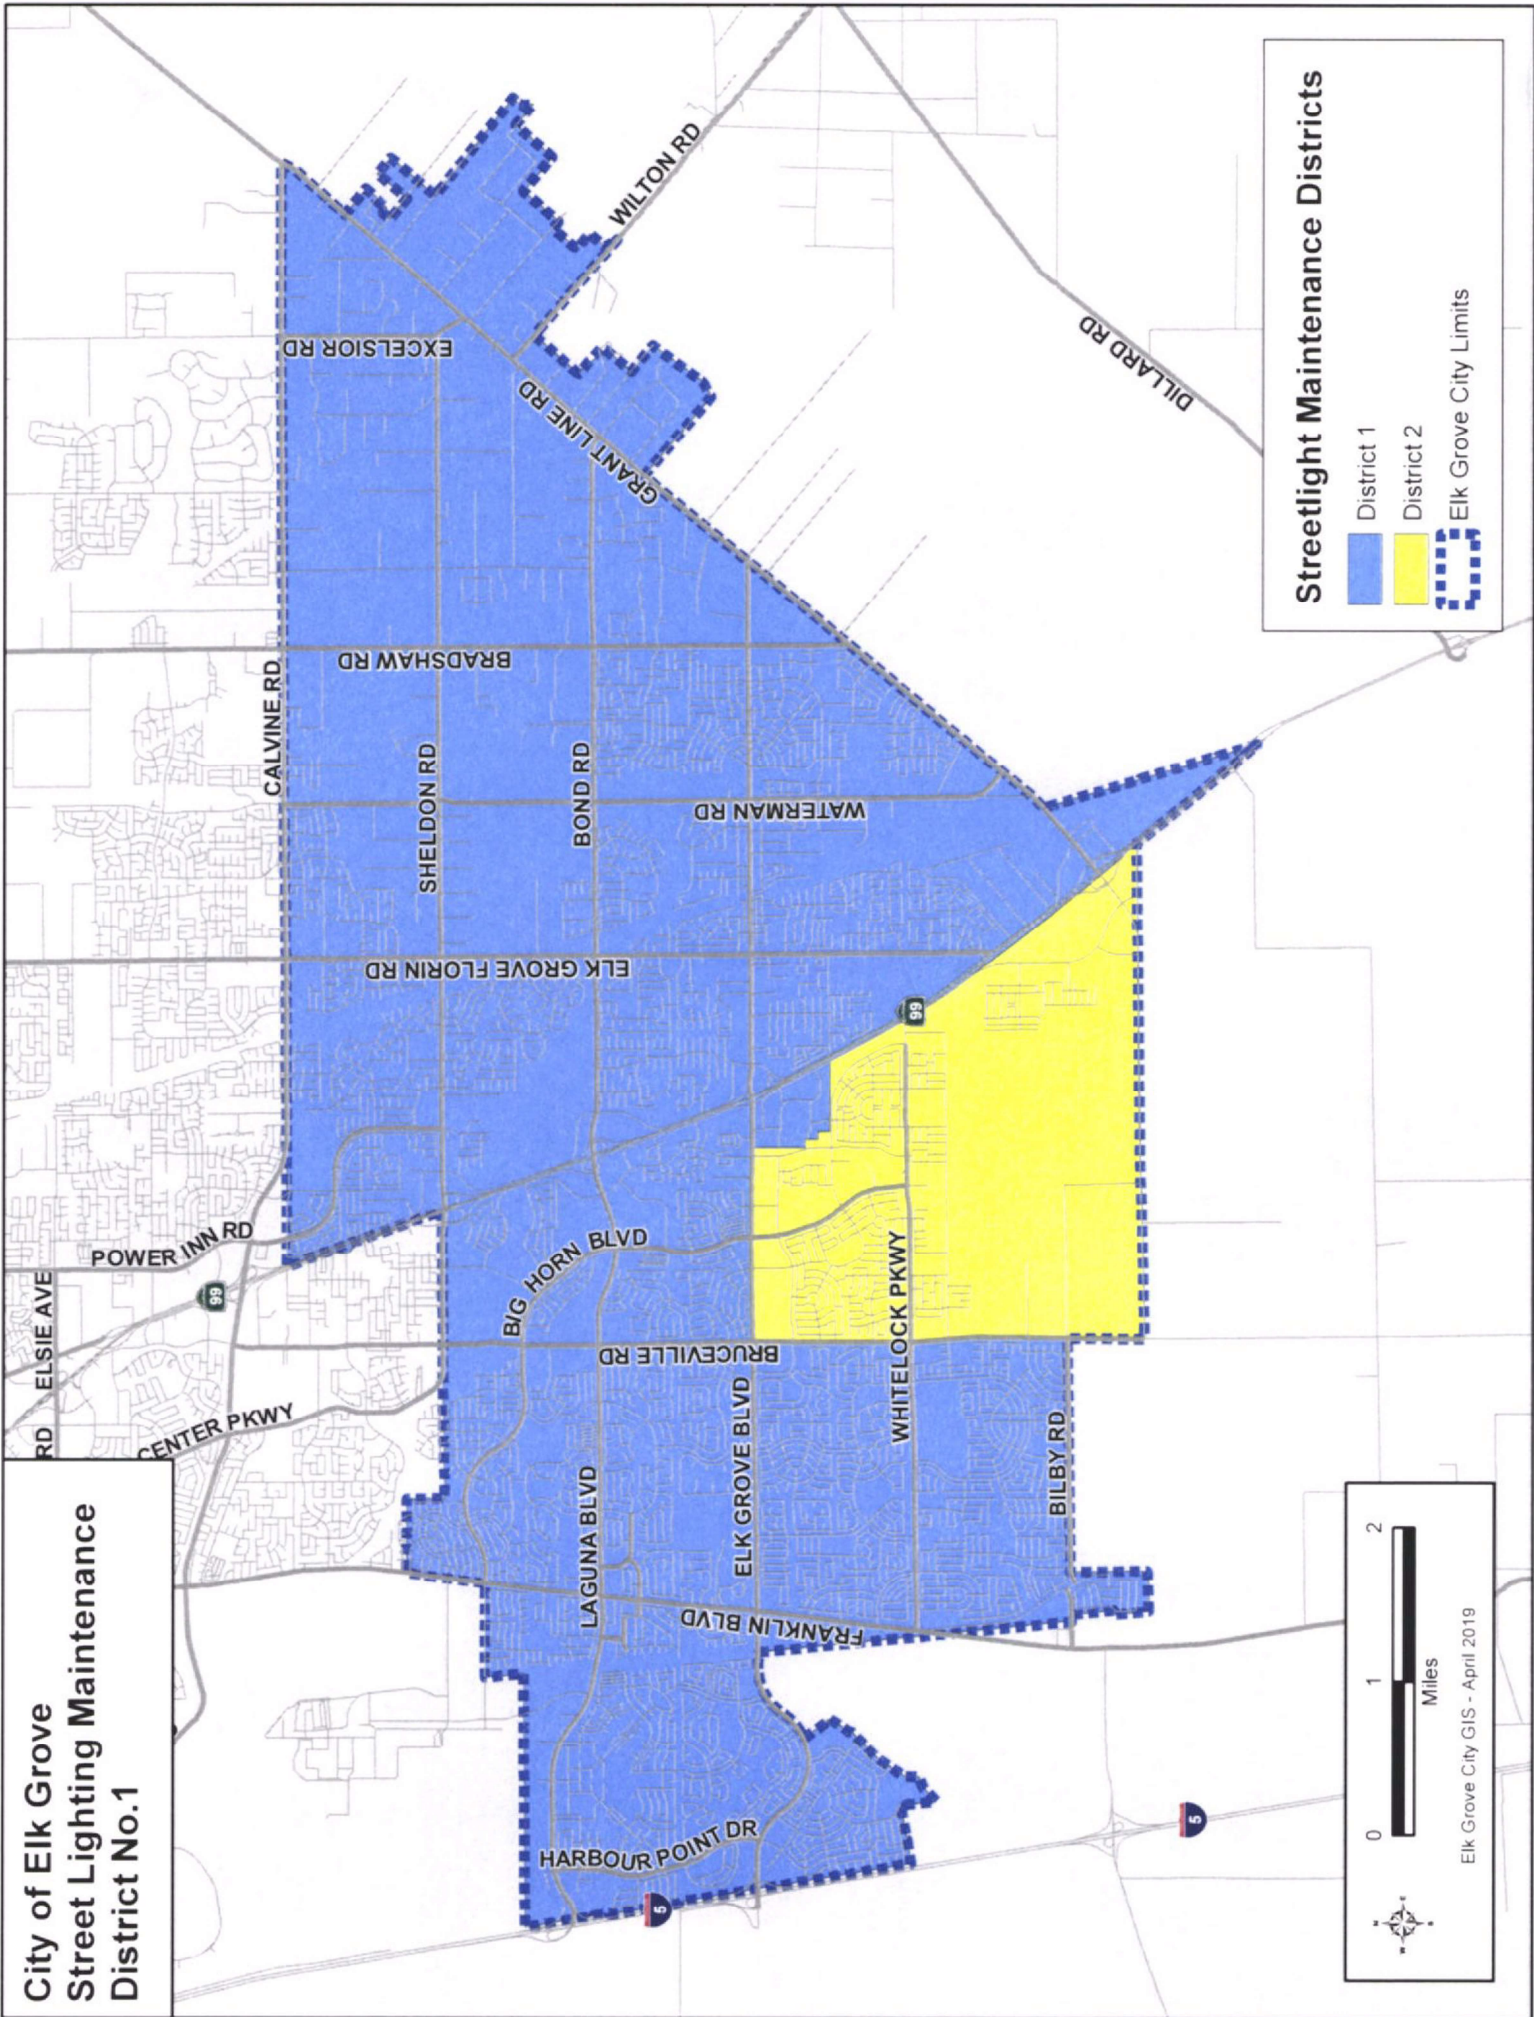 City of Elk Grove
Street Lighting Maintenance
District No.1
RD
ELSIE AVE
POWER INN RD
99
CENTER PKWY
CALVINE RD
EXCELSIOR RD
BRADSHAW RD
SHELDON RD
BOND RD
WATERMAN RD
ELK GROVE FLORIN RD
GRANT LINE RD
WILTON RD
DILLARD RD
BIG HORN BLVD
BRUCEVILLE RD
LAGUNA BLVD
ELK GROVE BLVD
WHITELOCK PKWY
99
FRANKLIN BLVD
BILBY RD
HARBOUR POINT DR
5
5
N
W
E
S
0 1 2
Miles
Elk Grove City GIS - April 2019
Streetlight Maintenance Districts
District 1
District 2
Elk Grove City Limits